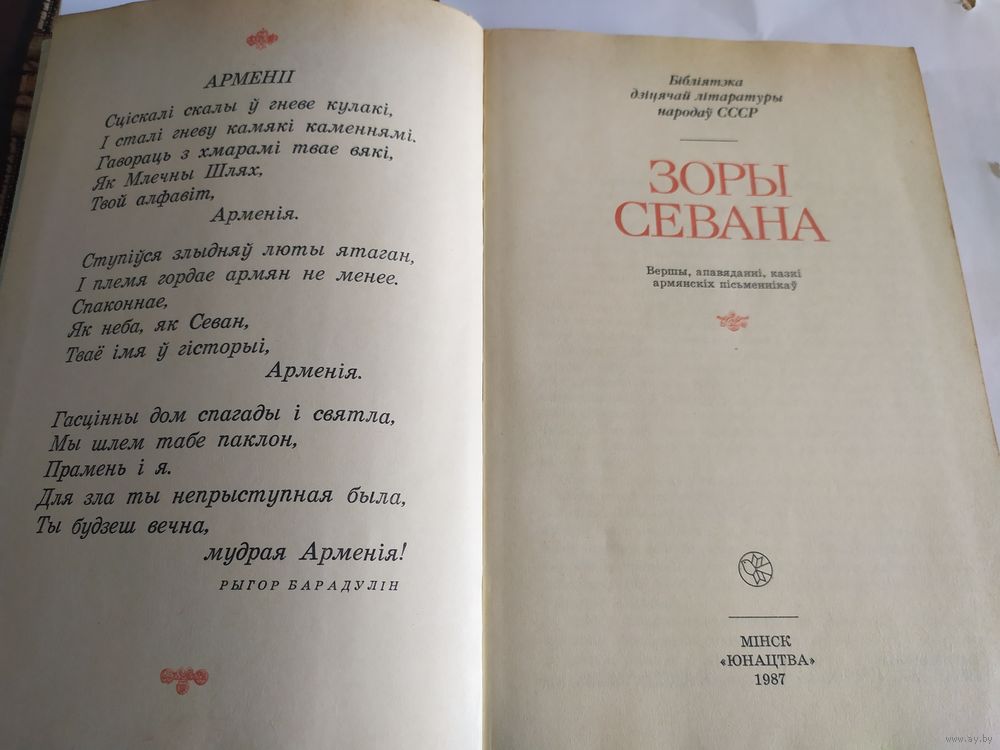 АРМЕНІІ
Сціскалі скалы ў гневе кулакі,
І сталі гневу камякі каменнямі.
Гавораць з хмарамі твае вякі,
Як Млечны Шлях,
Твой алфавіт,
Арменія.
Ступіўся злыдняў люты ятаган,
І племя гордае армян не менее.
Спаконнае,
Як неба, як Севан,
Тваё імя ў гісторыі,
Арменія.
Гасцінны дом спагады і святла,
Мы шлем табе паклон,
Прамень і я.
Для зла ты непрыступная была,
Ты будзеш вечна,
мудрая Арменія!
РЫГОР БАРАДУЛІН
Бібліятэка
дзіцячай літаратуры
народаў СССР
ЗОРЫ
СЕВАНА
Вершы, апавяданні, казкі
армянскіх пісьменнікаў
МІНСК
«ЮНАЦТВА»
1987
www.ay.by